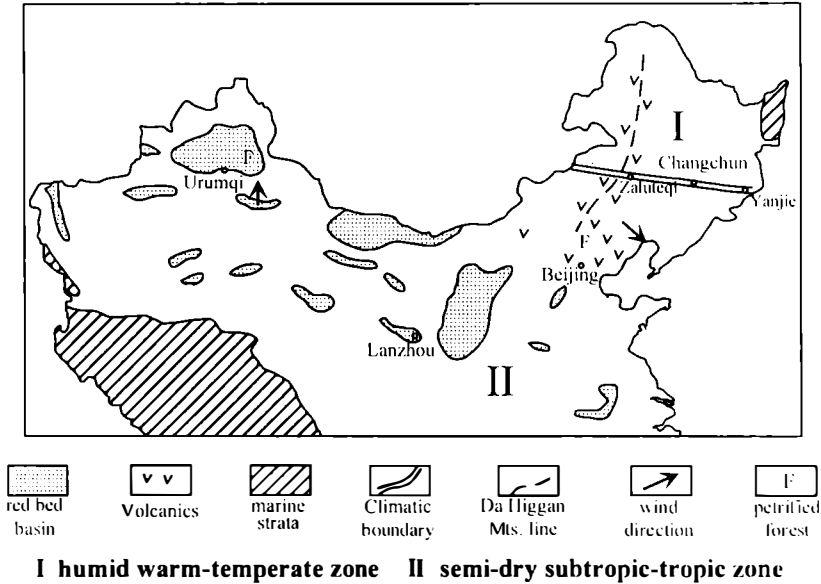 I
Changchun
Zaluteqi
Yanjie
F
Urumqi
F
Beijing
Lanzhou
II
red bed
basin
Volcanics
marine
strata
Climatic
boundary
Da Higgan
Mts. line
wind
direction
F
petrified
forest
I humid warm-temperate zone II semi-dry subtropic-tropic zone